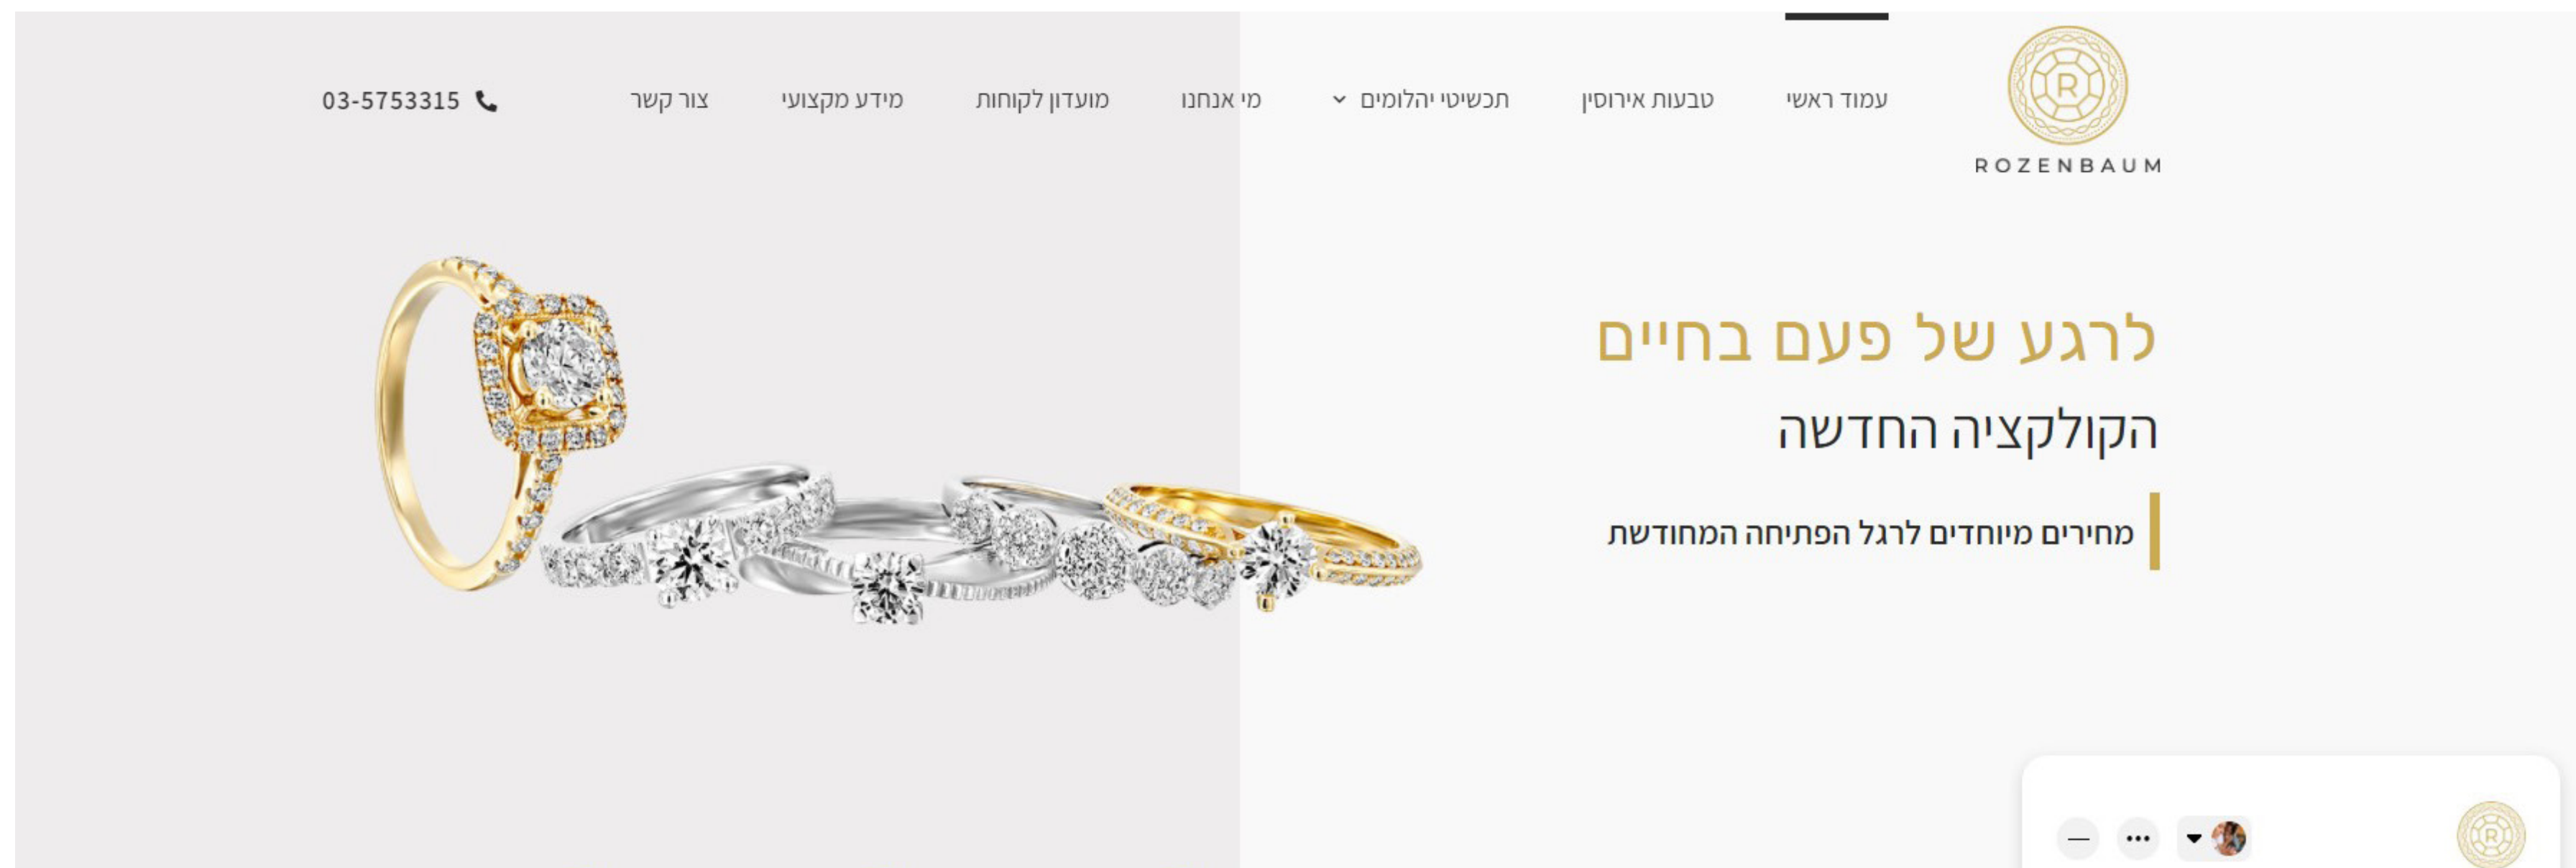 R
ROZENBAUM
עמוד ראשי
טבעות אירוסין
תכשיטי יהלומים
מי אנחנו
מועדון לקוחות
מידע מקצועי
צור קשר
03-5753315
לרגע של פעם בחיים
הקולקציה החדשה
מחירים מיוחדים לרגל הפתיחה המחודשת
R